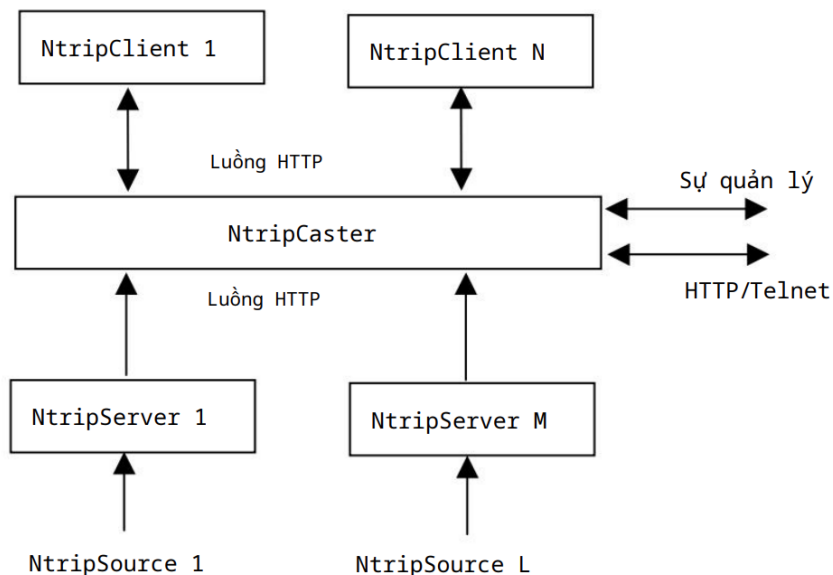 NtripClient 1
NtripClient N
Luồng HTTP
Sự quản lý
NtripCaster
HTTP/Telnet
Luồng HTTP
NtripServer 1
NtripServer M
NtripSource 1
NtripSource L